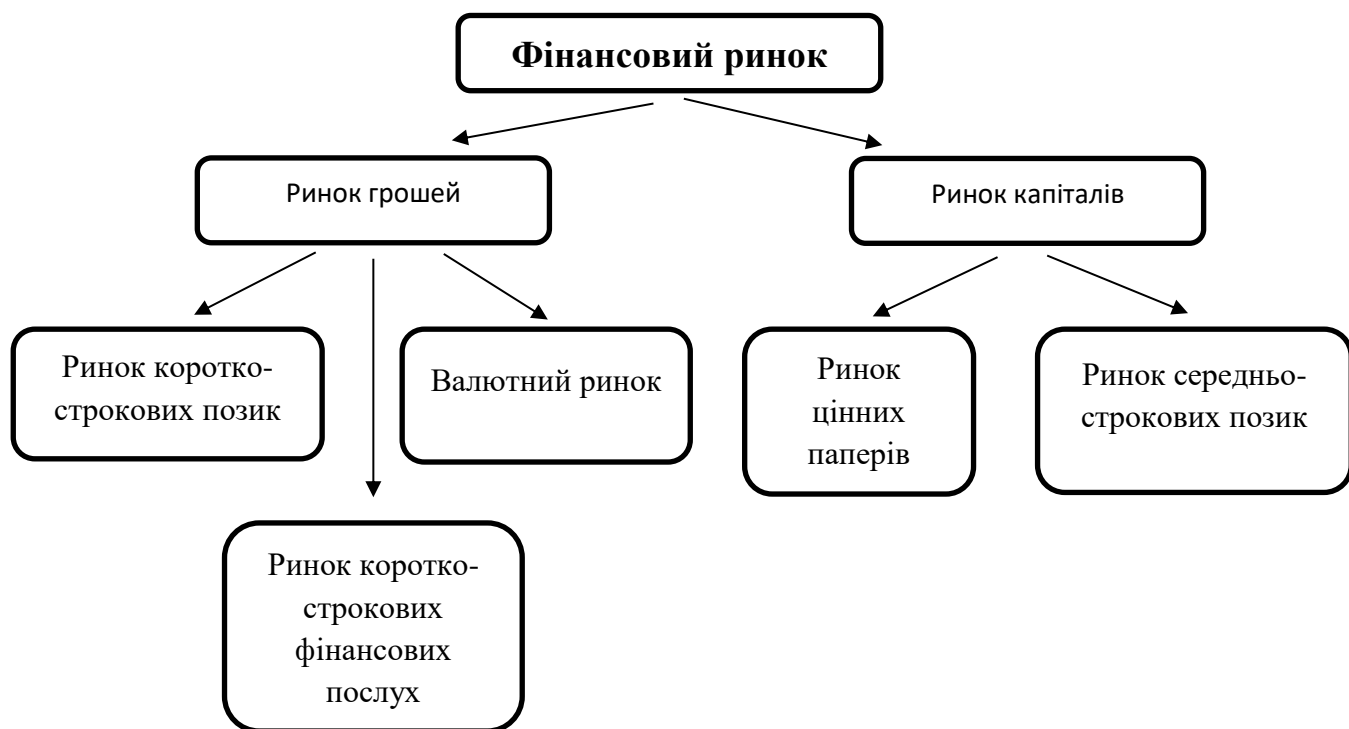 Фінансовий ринок
Ринок грошей
Ринок капіталів
Ринок коротко-
строкових позик
Валютний ринок
Ринок
цінних
паперів
Ринок середньо-
строкових позик
Ринок коротко-
строкових
фінансових
послух